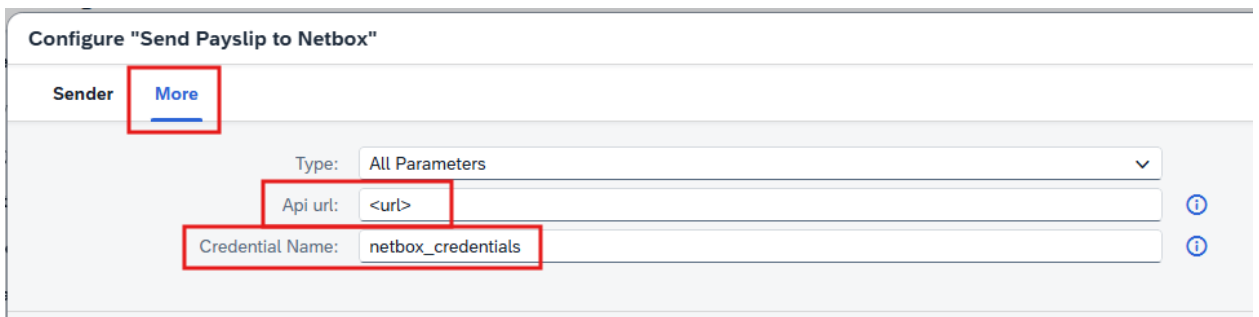 Configure "Send Payslip to Netbox"
Sender More
Type: All Parameters
Api url: <url>
Credential Name: netbox_credentials